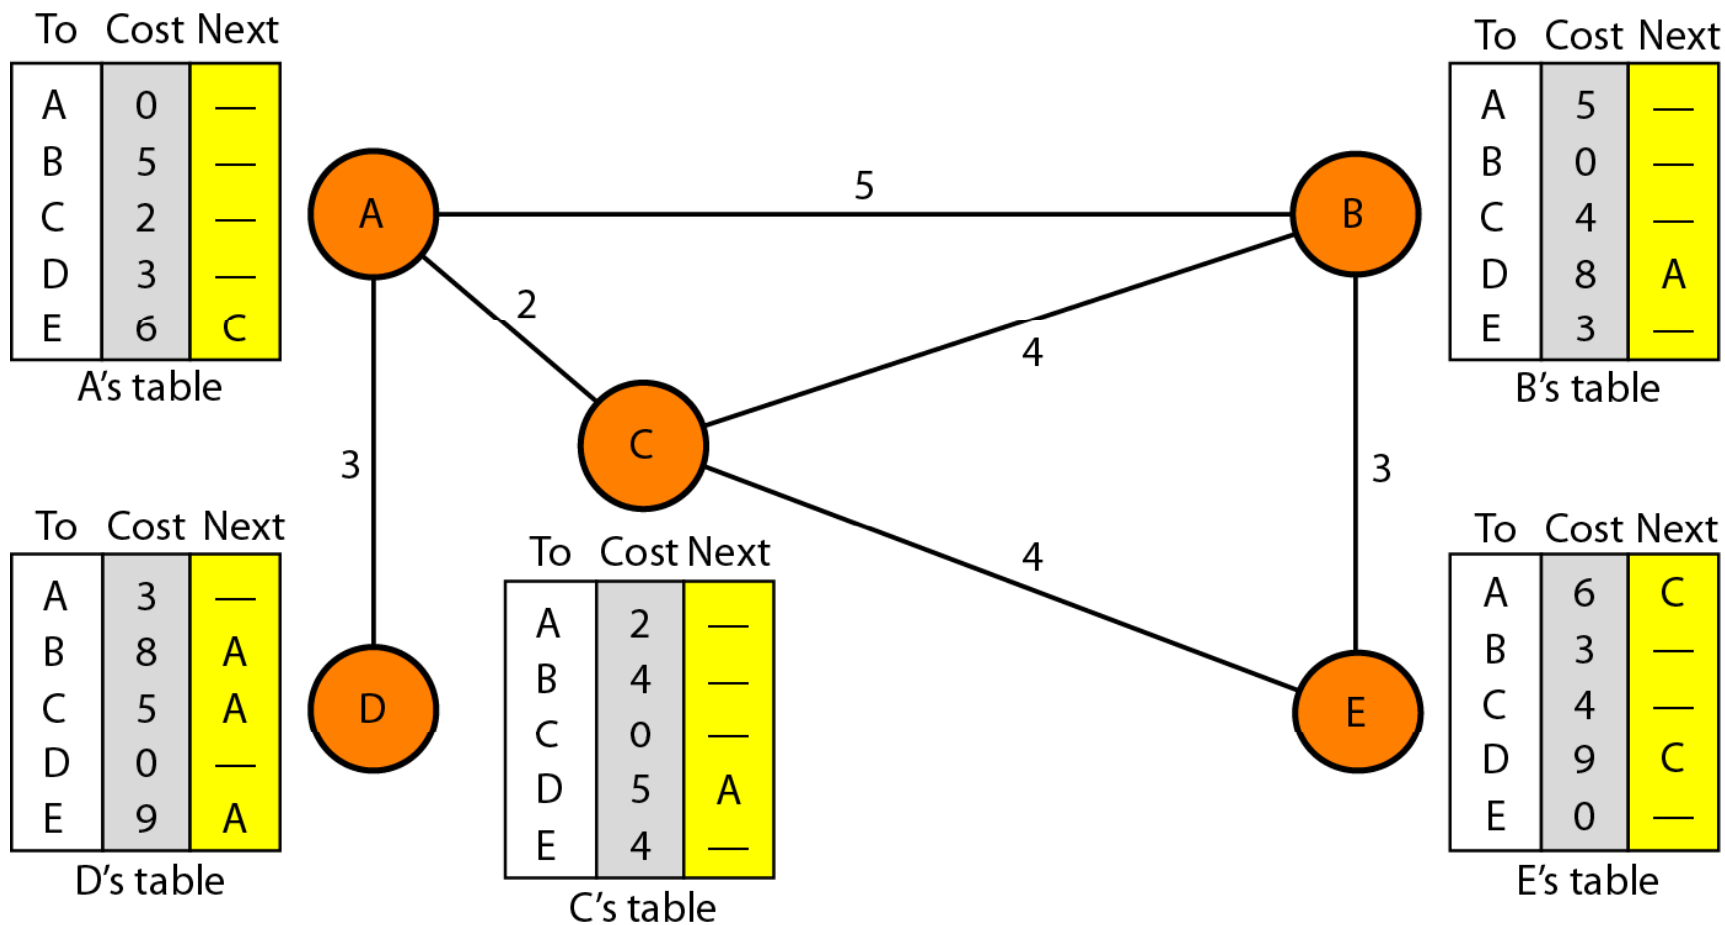 To Cost Next
A 0 —
B 5 —
C 2 —
D 3 —
E 6 C
A's table
To Cost Next
A 5 —
B 0 —
C 4 —
D 8 A
E 3 —
B's table
A
5
B
2
4
C
3
3
4
D
E
To Cost Next
A 3 —
B 8 A
C 5 A
D 0 —
E 9 A
D's table
To Cost Next
A 2 —
B 4 —
C 0 —
D 5 A
E 4 —
C's table
To Cost Next
A 6 C
B 3 —
C 4 —
D 9 C
E 0 —
E's table